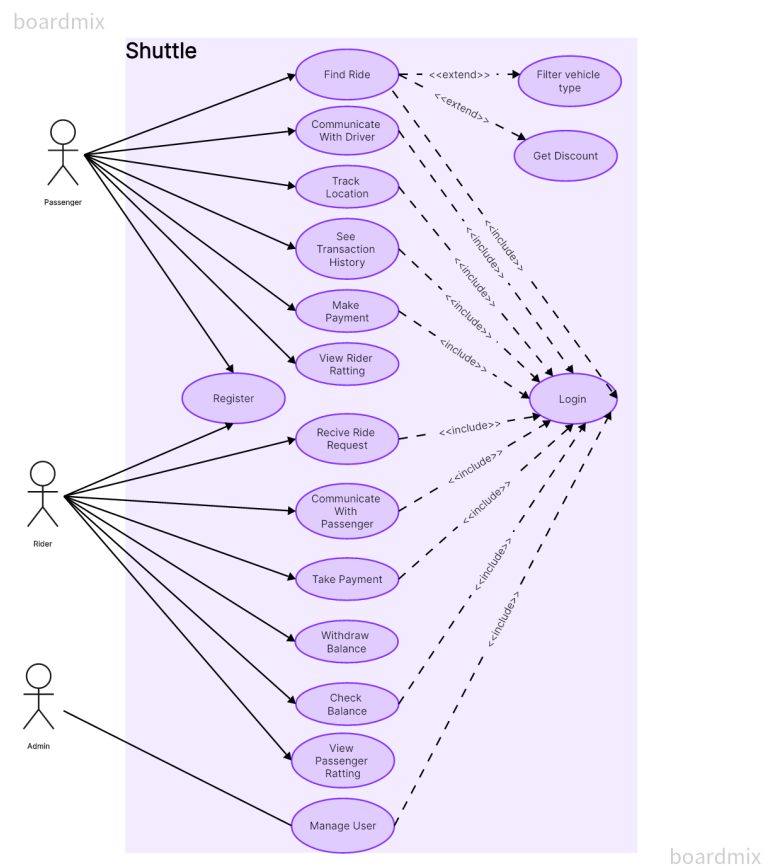 boardmix
Shuttle
Find Ride
<<extend>>
Filter vehicle
type
<<extend>>
Communicate
With Driver
Get Discount
Passenger
Track
Location
<<include>>
<<include>>
See
Transaction
History
<<include>>
<<include>>
Make
Payment
<include>>
View Rider
Ratting
Register
Login
Recive Ride
Request
<<include>>
<<include>>
Communicate
With
Passenger
<<include>>
Rider
Take Payment
<<include>>
<<include>>
Withdraw
Balance
Check
Balance
Admin
View
Passenger
Ratting
Manage User
boardmix